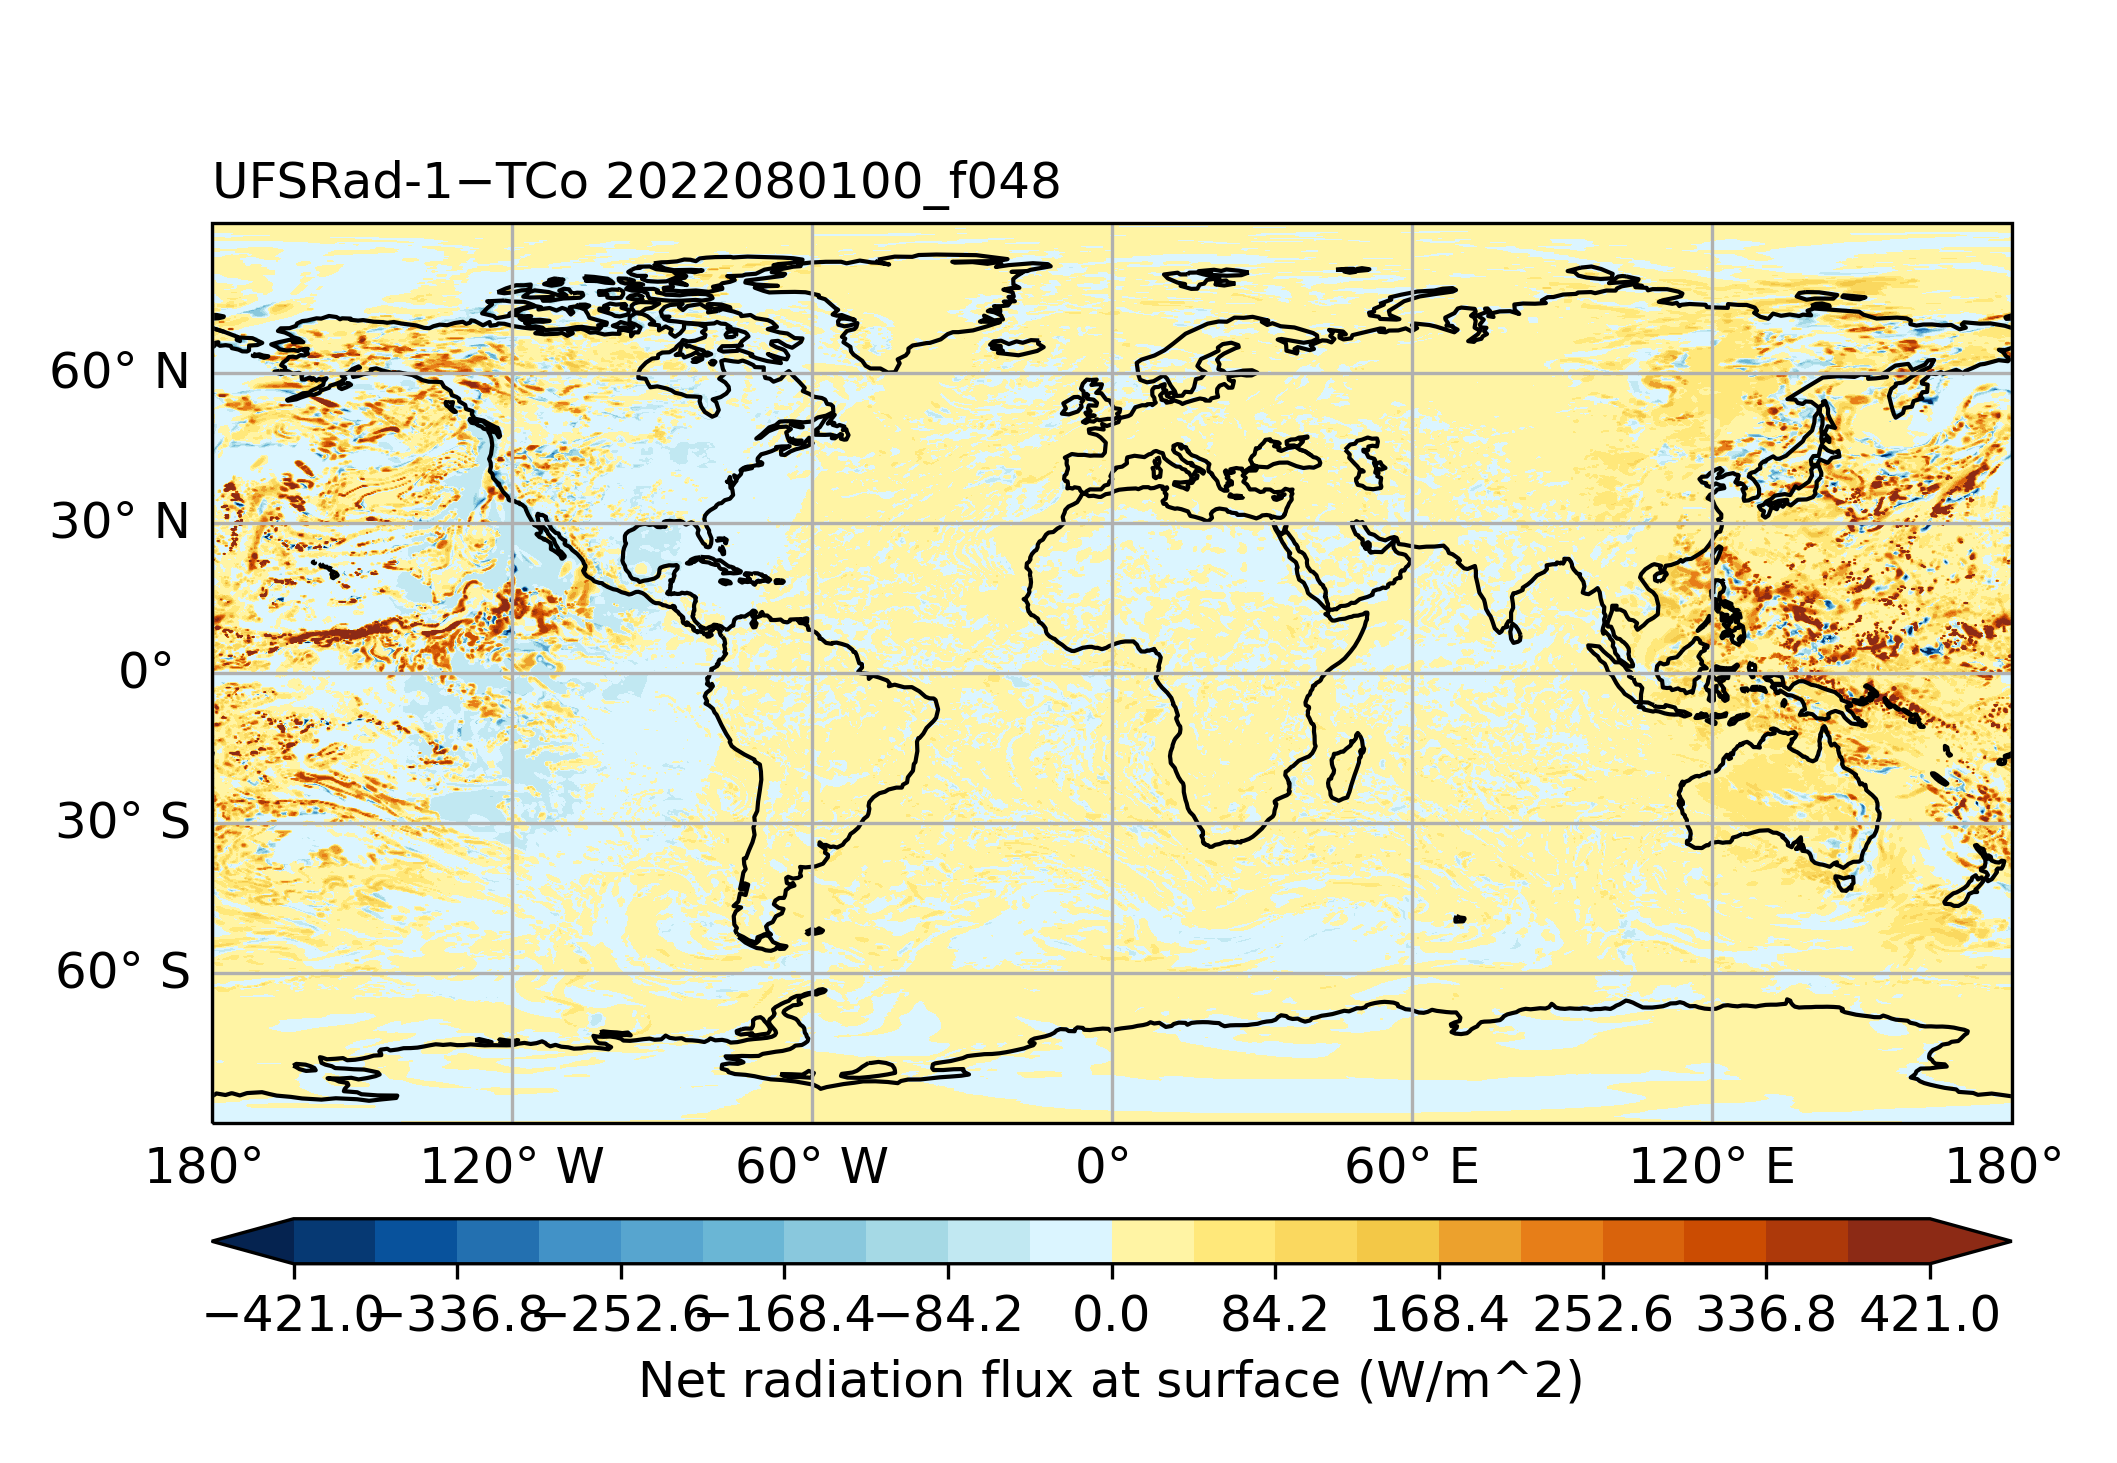 UFSRad-1−TCo 2022080100_f048
60° N
30° N
0°
30° S
60° S
180° 120° W 60° W 0° 60° E 120° E 180°
−421.0 −336.8 −252.6 −168.4 −84.2 0.0 84.2 168.4 252.6 336.8 421.0
Net radiation flux at surface (W/m^2)